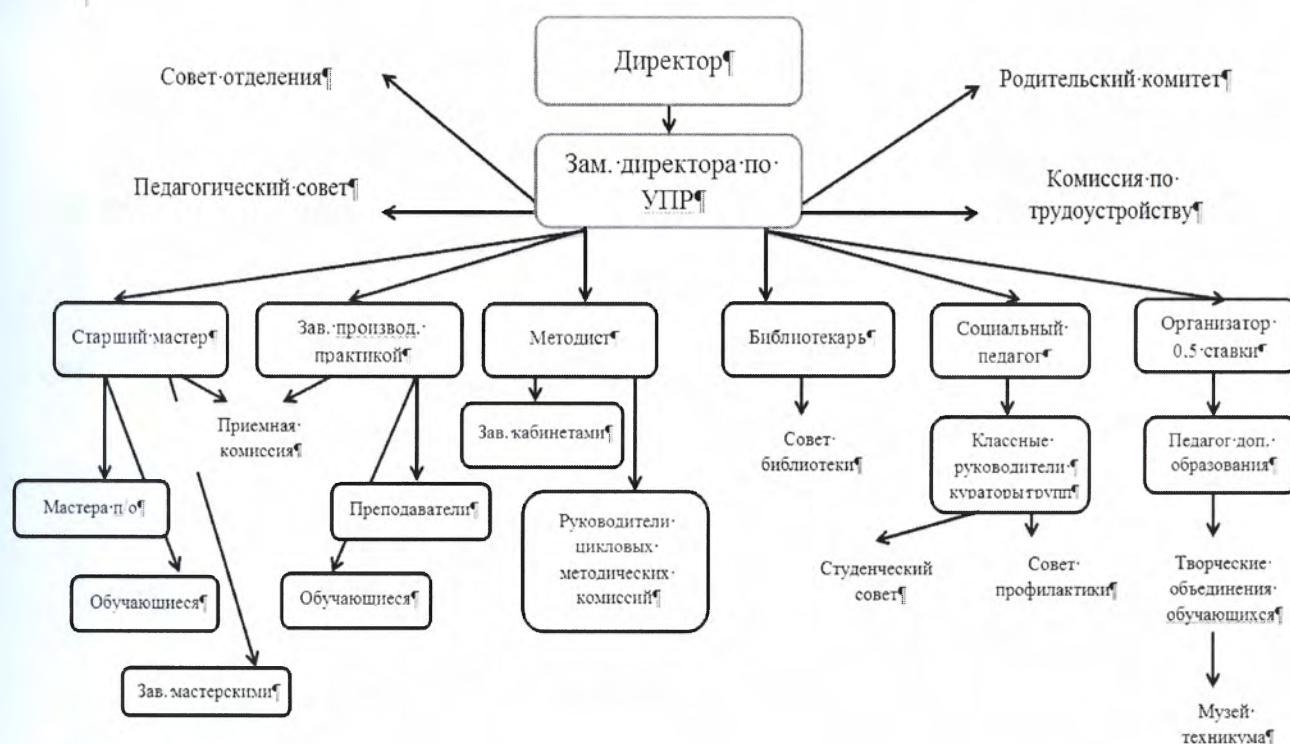 Директор¶
Совет·отделения¶
Родительский·комитет¶
Зам.·директора·по·
УПР¶
Педагогический·совет¶
Комиссия·по·
трудоустройству¶
Старший·мастер¶
Зав.·производ.·
практикой¶
Методист¶
Библиотекарь¶
Социальный·
педагог¶
Организатор·
0.5·ставки¶
Приемная·
комиссия¶
Зав.·кабинетами¶
Совет·
библиотеки¶
Классные·
руководители·¶
кураторы групп¶
Педагог·доп.·
образования¶
Мастера·п/о¶
Преподаватели¶
Руководители·
цикловых·
методических·
комиссий¶
Студенческий
совет¶
Совет·
профилактики¶
Творческие·
объединения·
обучающихся¶
Обучающиеся¶
Обучающиеся¶
Зав.·мастерскими¶
Музей·
техникума¶